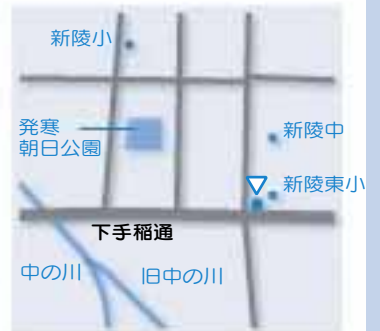 新陵小
発寒
朝日公園
新陵中
新陵東小
下手稲通
中の川
旧中の川